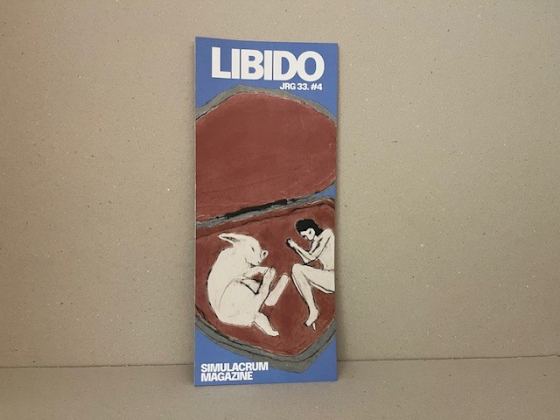 LIBIDO
JRG 33. #4
SIMULACRUM
MAGAZINE